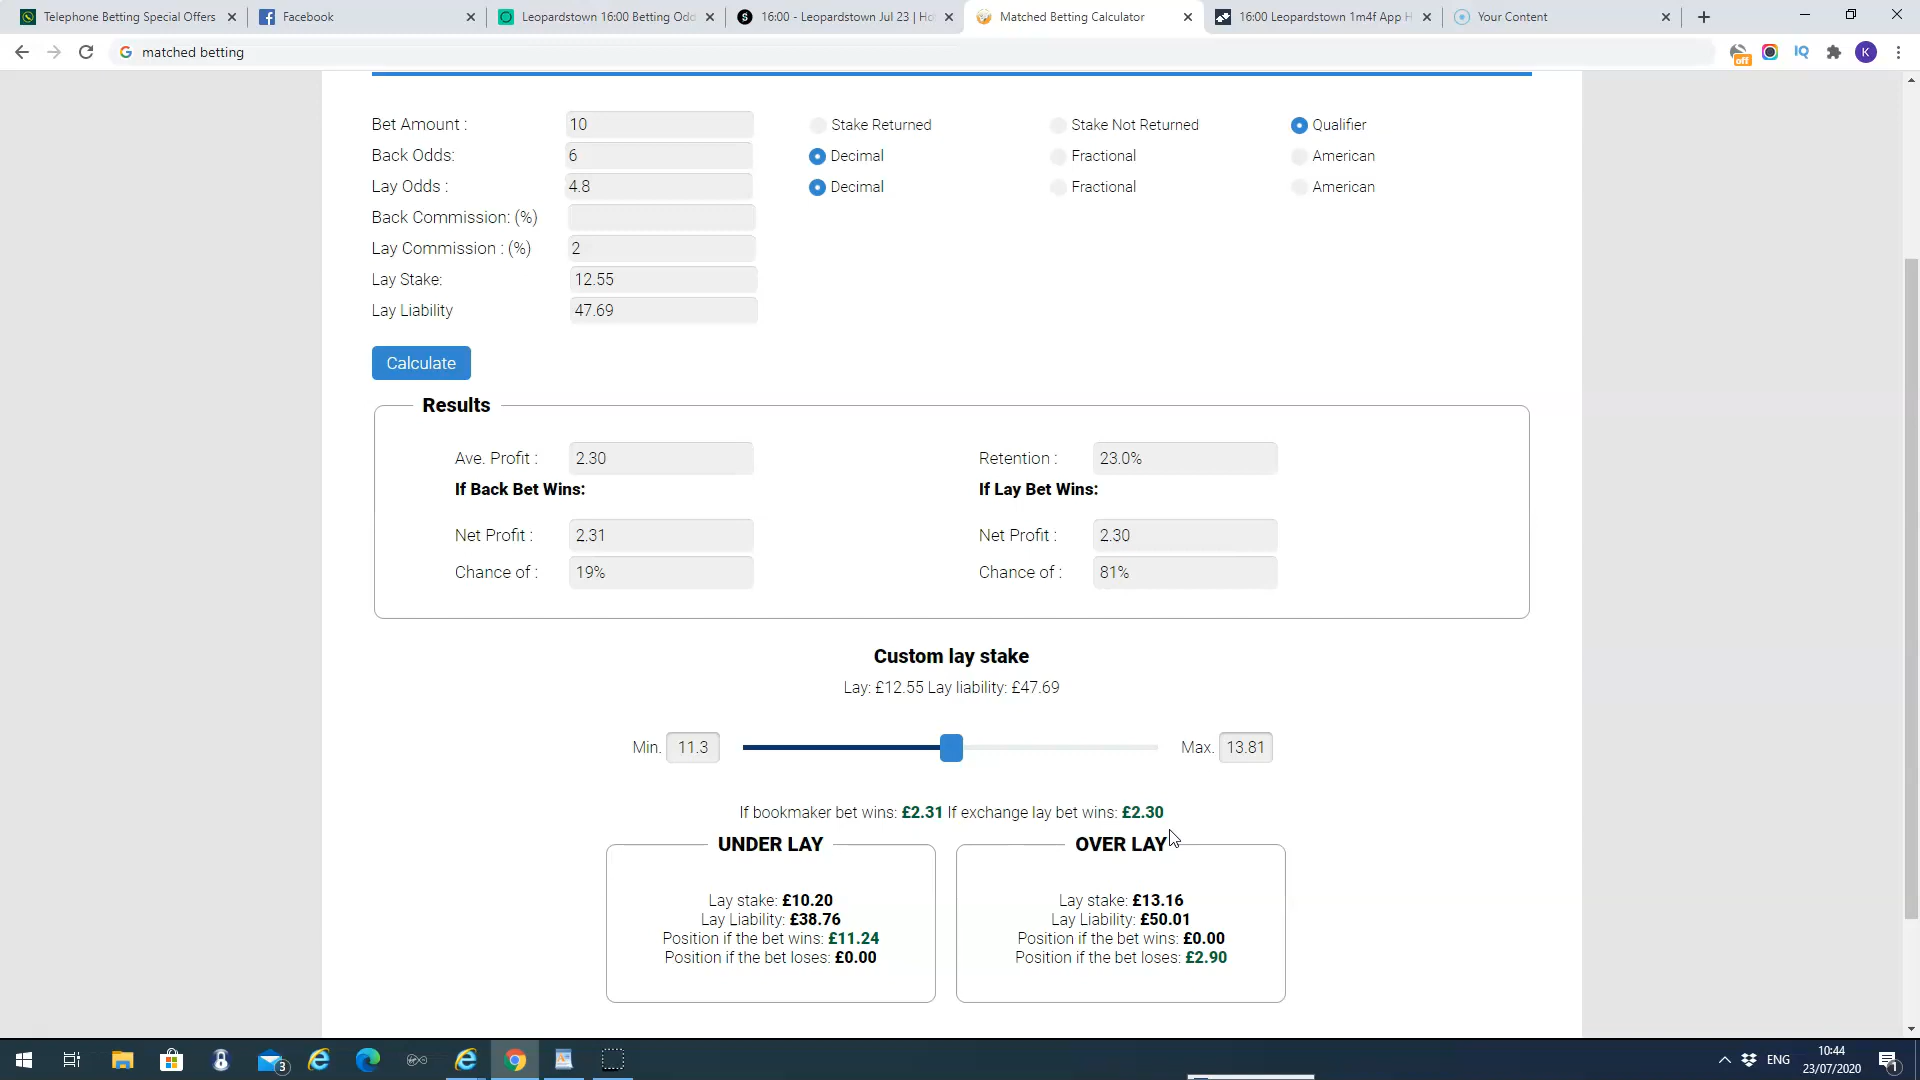 Telephone Betting Special Offers
Facebook
Leopardstown 16:00 Betting Odd
16:00 - Leopardstown Jul 23 | Ho
Matched Betting Calculator
16:00 Leopardstown 1m4f App H
Your Content
matched betting
off
IQ
K
Bet Amount : 10 Stake Returned Stake Not Returned Qualifier
Back Odds: 6 Decimal Fractional American
Lay Odds : 4.8 Decimal Fractional American
Back Commission: (%)
Lay Commission : (%) 2
Lay Stake: 12.55
Lay Liability 47.69
Calculate
Results
Ave. Profit : 2.30 Retention : 23.0%
If Back Bet Wins: If Lay Bet Wins:
Net Profit : 2.31 Net Profit : 2.30
Chance of : 19% Chance of : 81%
Custom lay stake
Lay: £12.55 Lay liability: £47.69
Min. 11.3 Max. 13.81
If bookmaker bet wins: £2.31 If exchange lay bet wins: £2.30
UNDER LAY
Lay stake: £10.20
Lay Liability: £38.76
Position if the bet wins: £11.24
Position if the bet loses: £0.00
OVER LAY
Lay stake: £13.16
Lay Liability: £50.01
Position if the bet wins: £0.00
Position if the bet loses: £2.90
3
ENG
10:44
23/07/2020
1